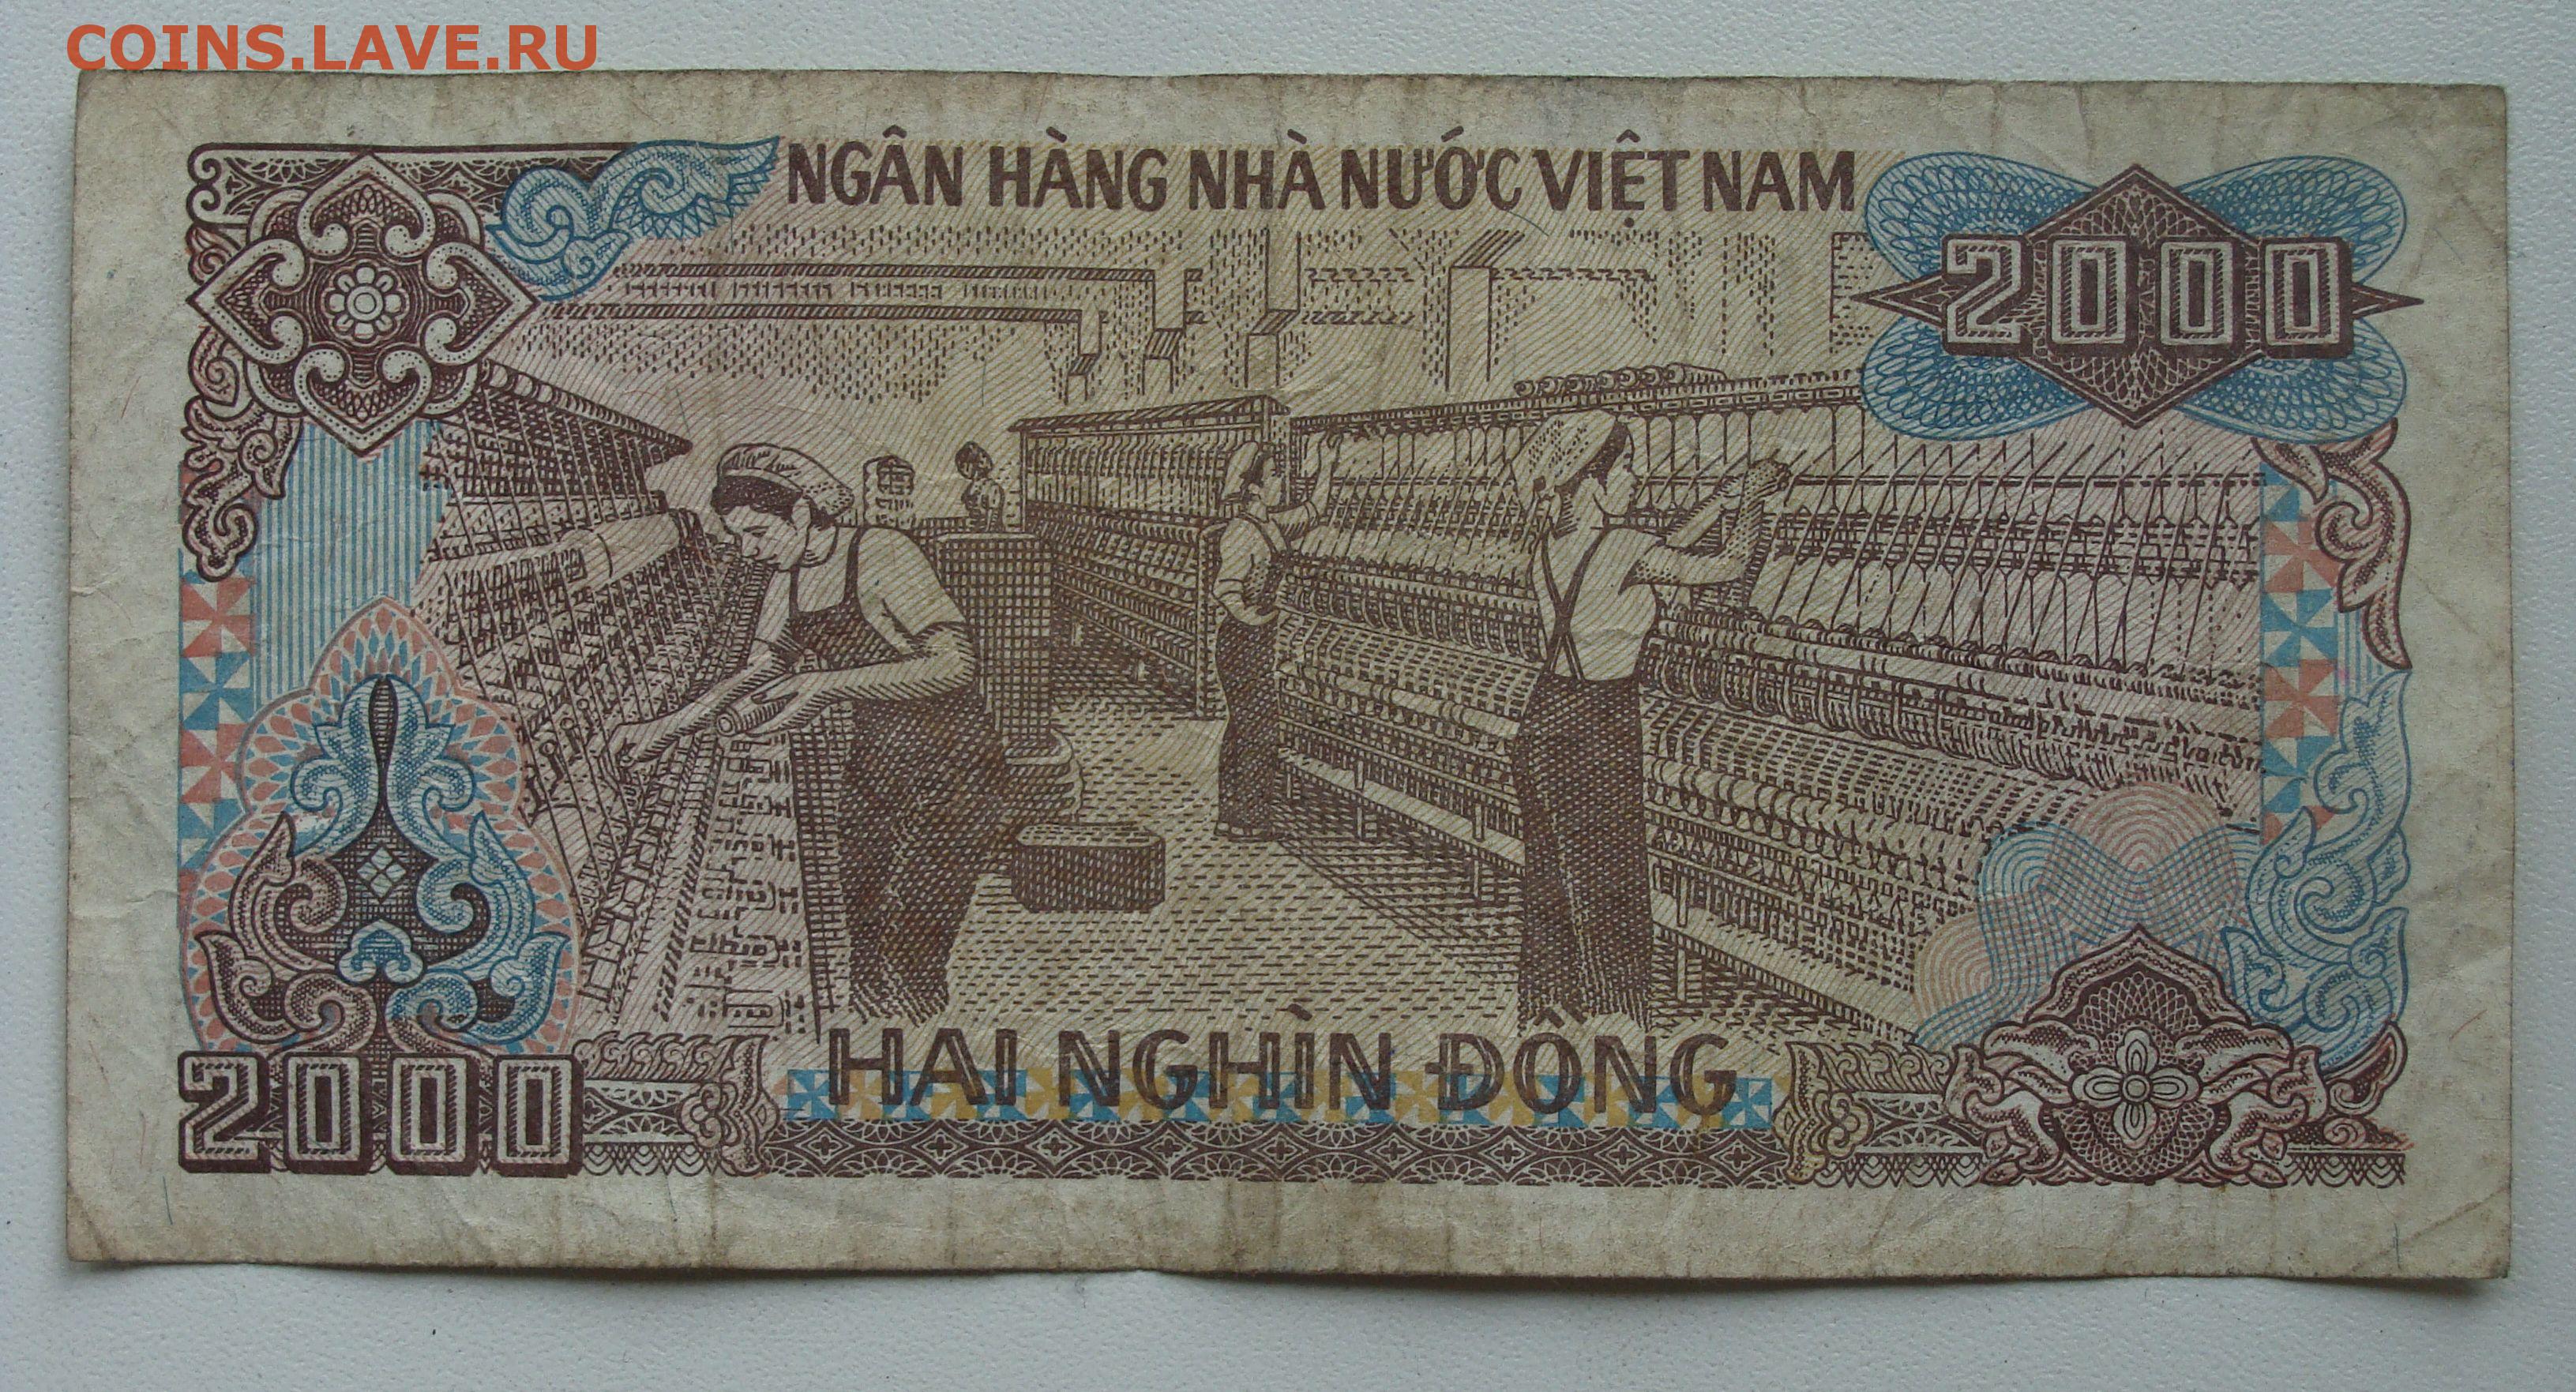 COINS.LAVE.RU
NGÂN HÀNG NHÀ NƯỚC VIỆT NAM
2000
HAI NGHÌN ĐỒNG
2000